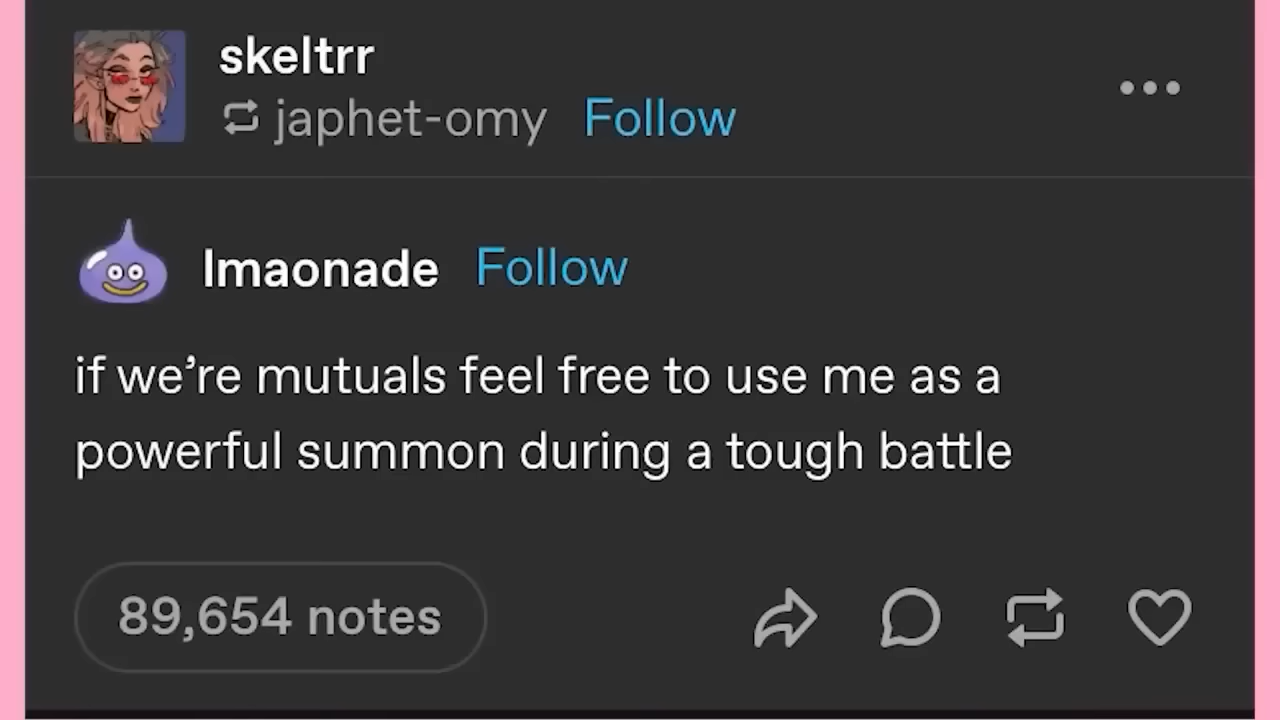 skeltrr
japhet-omy Follow
lmaonade Follow
if we’re mutuals feel free to use me as a
powerful summon during a tough battle
89,654 notes